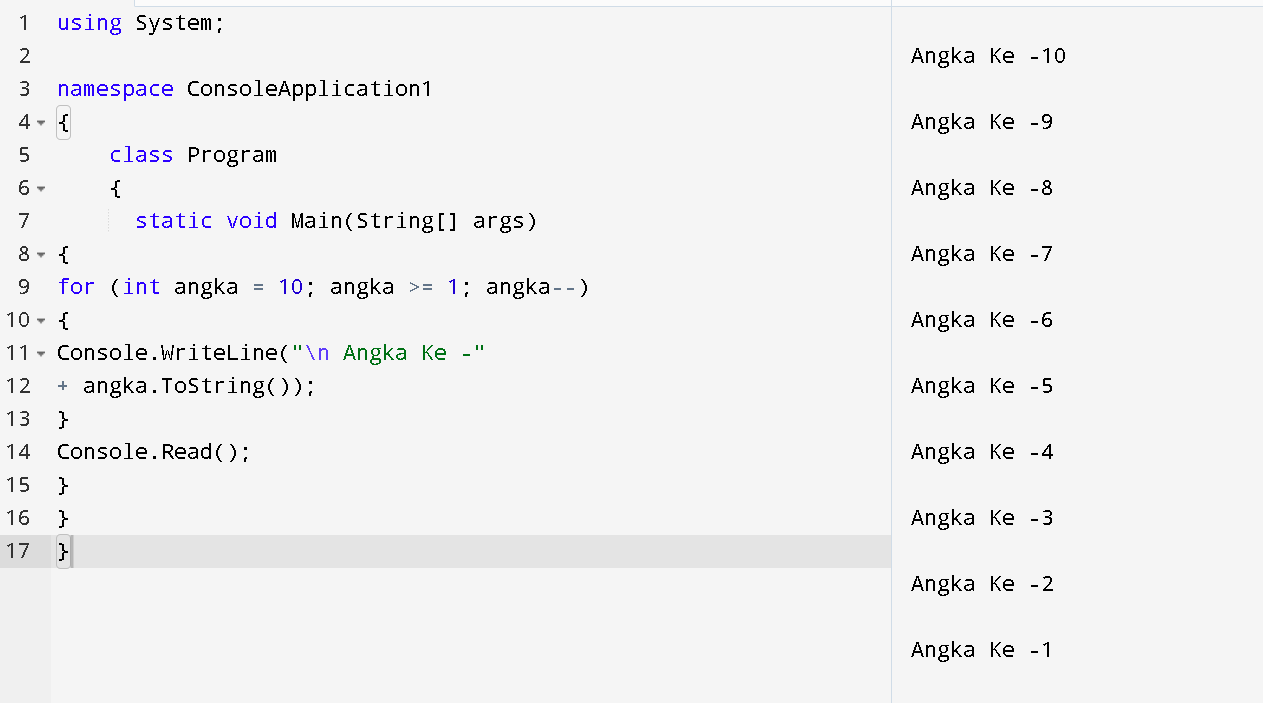 1 using System;
2
3 namespace ConsoleApplication1
4 {
5     class Program
6     {
7       static void Main(String[] args)
8 {
9 for (int angka = 10; angka >= 1; angka--)
10 {
11 Console.WriteLine("\n Angka Ke -"
12 + angka.ToString());
13 }
14 Console.Read();
15 }
16 }
17 }
Angka Ke -10
Angka Ke -9
Angka Ke -8
Angka Ke -7
Angka Ke -6
Angka Ke -5
Angka Ke -4
Angka Ke -3
Angka Ke -2
Angka Ke -1